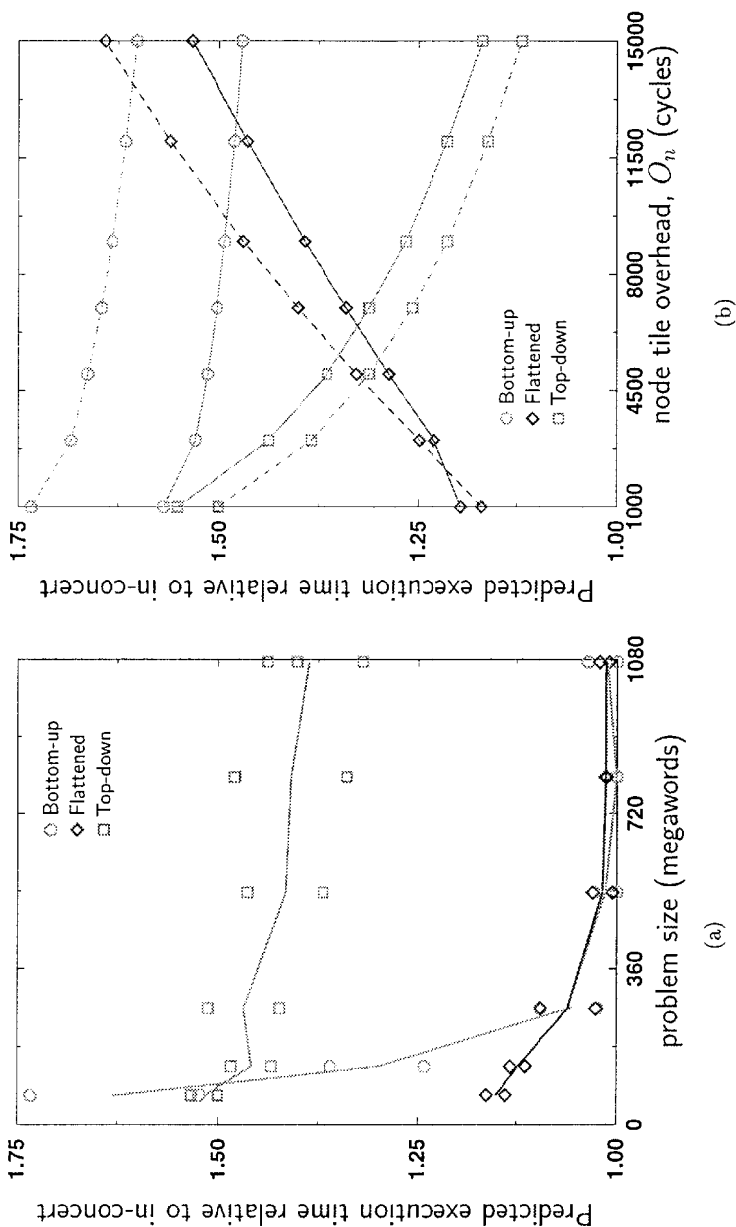 1.75
1.50
1.25
1.00
Predicted execution time relative to in-concert
0
360
720
1080
problem size (megawords)
Bottom-up
Flattened
Top-down
(a)
1.75
1.50
1.25
1.00
Predicted execution time relative to in-concert
1000
4500
8000
11500
15000
node tile overhead, Oₙ (cycles)
Bottom-up
Flattened
Top-down
(b)